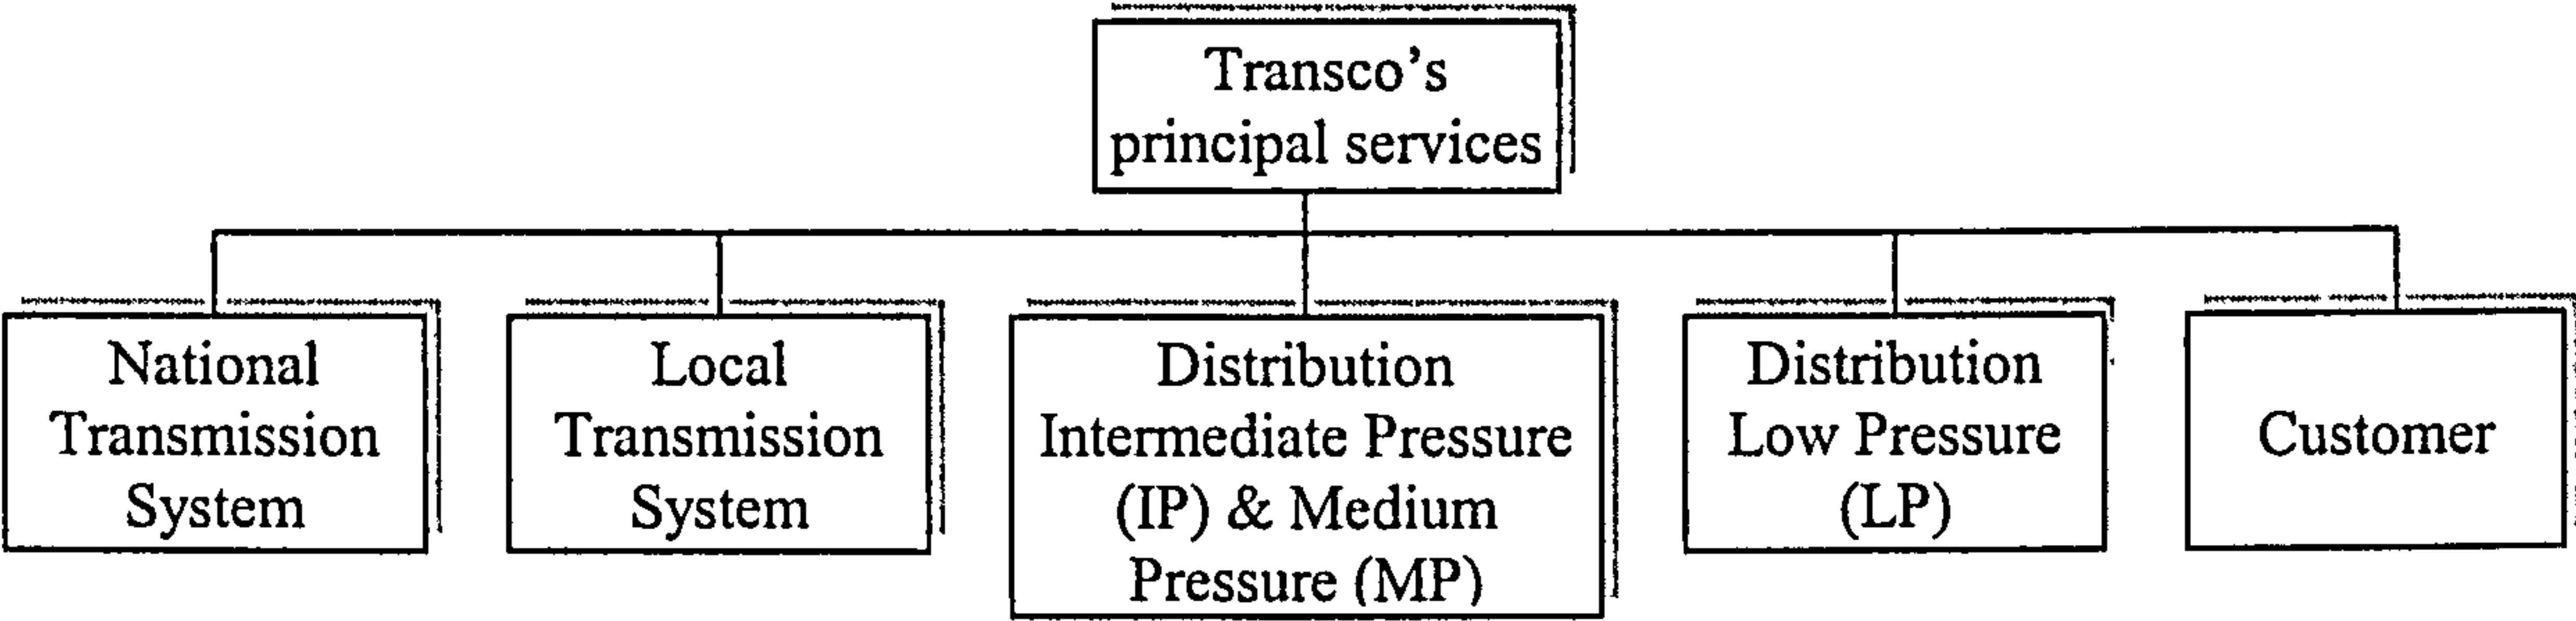 Transco's
principal services
National
Transmission
System
Local
Transmission
System
Distribution
Intermediate Pressure
(IP) & Medium
Pressure (MP)
Distribution
Low Pressure
(LP)
Customer